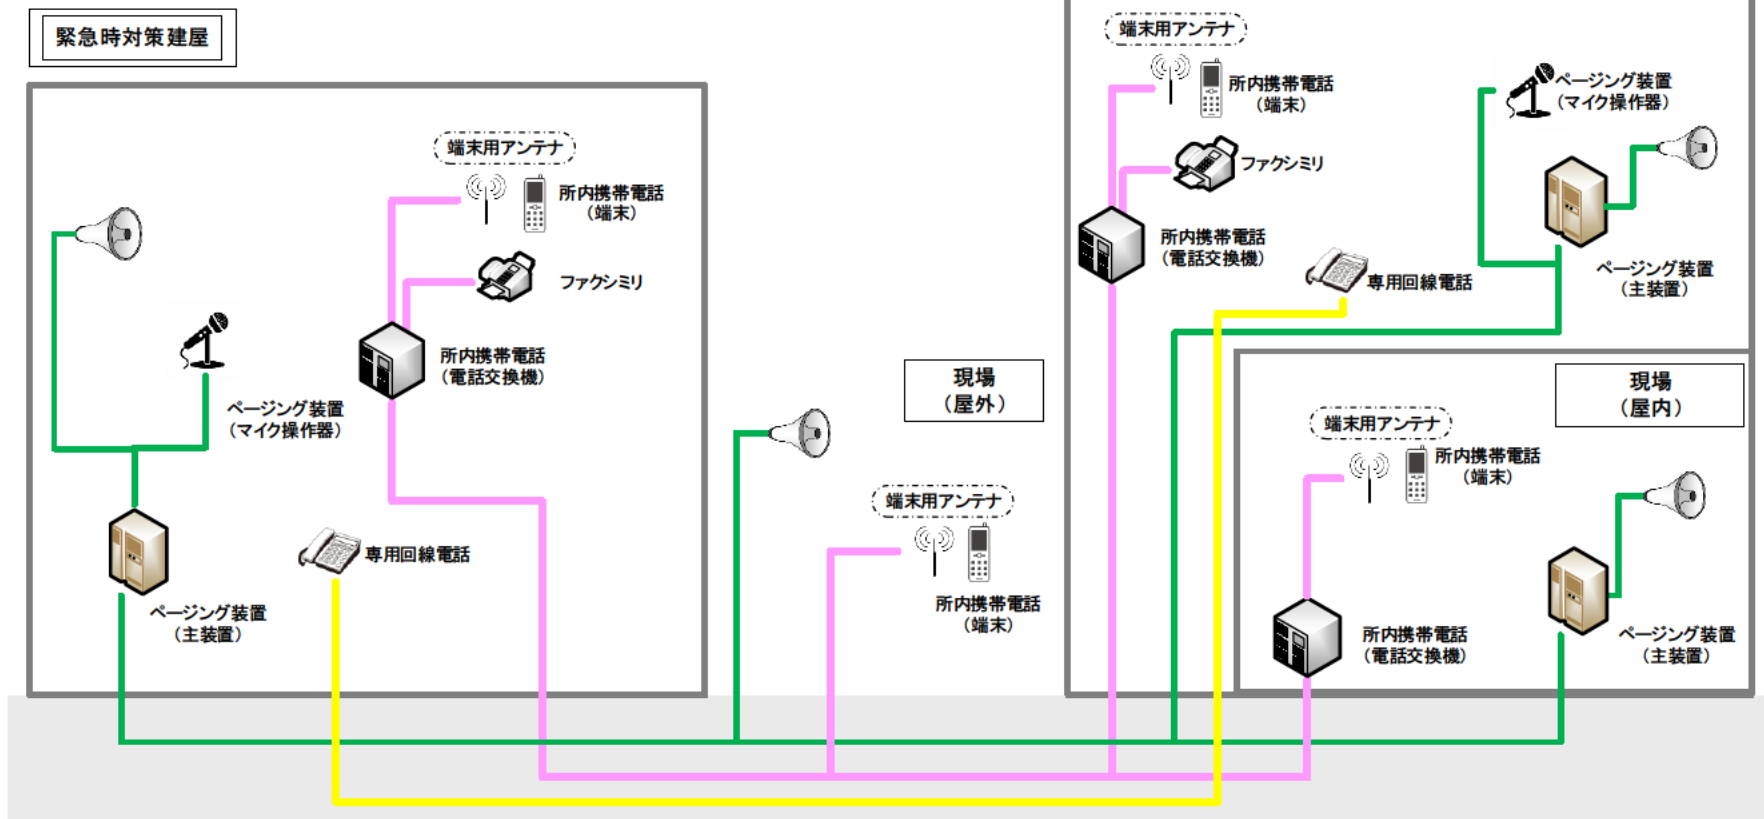 緊急時対策建屋
端末用アンテナ
所内携帯電話
（端末）
ファクシミリ
所内携帯電話
（電話交換機）
ページング装置
（マイク操作器）
専用回線電話
ページング装置
（主装置）
現場
（屋外）
端末用アンテナ
所内携帯電話
（端末）
端末用アンテナ
所内携帯電話
（端末）
ページング装置
（マイク操作器）
ファクシミリ
所内携帯電話
（電話交換機）
専用回線電話
ページング装置
（主装置）
現場
（屋内）
端末用アンテナ
所内携帯電話
（端末）
所内携帯電話
（電話交換機）
ページング装置
（主装置）